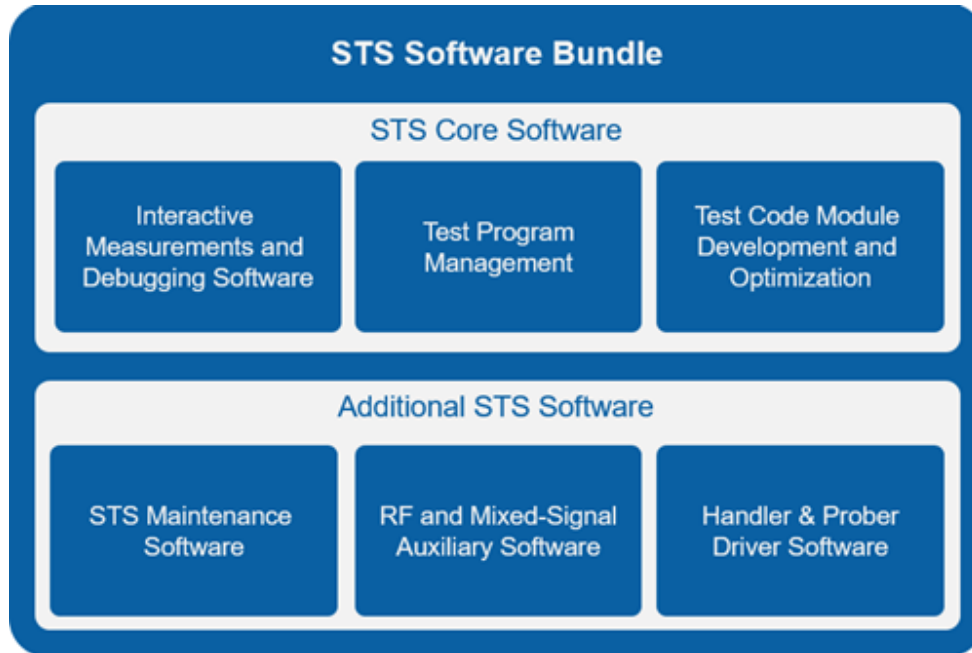 STS Software Bundle
STS Core Software
Interactive
Measurements and
Debugging Software
Test Program
Management
Test Code Module
Development and
Optimization
Additional STS Software
STS Maintenance
Software
RF and Mixed-Signal
Auxiliary Software
Handler & Prober
Driver Software